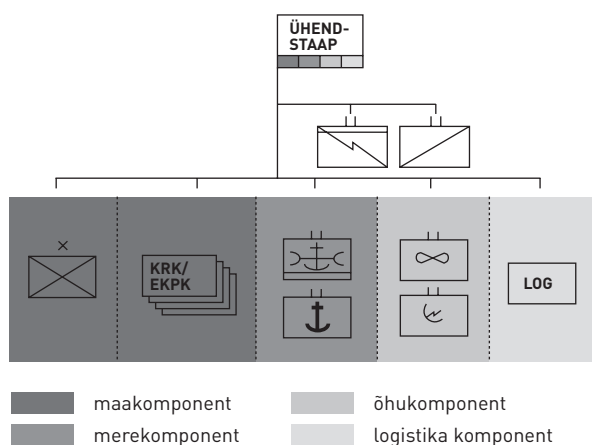 ÜHEND-
STAAP
KRK/
EKPK
LOG
maakomponent
õhukomponent
merekomponent
logistika komponent